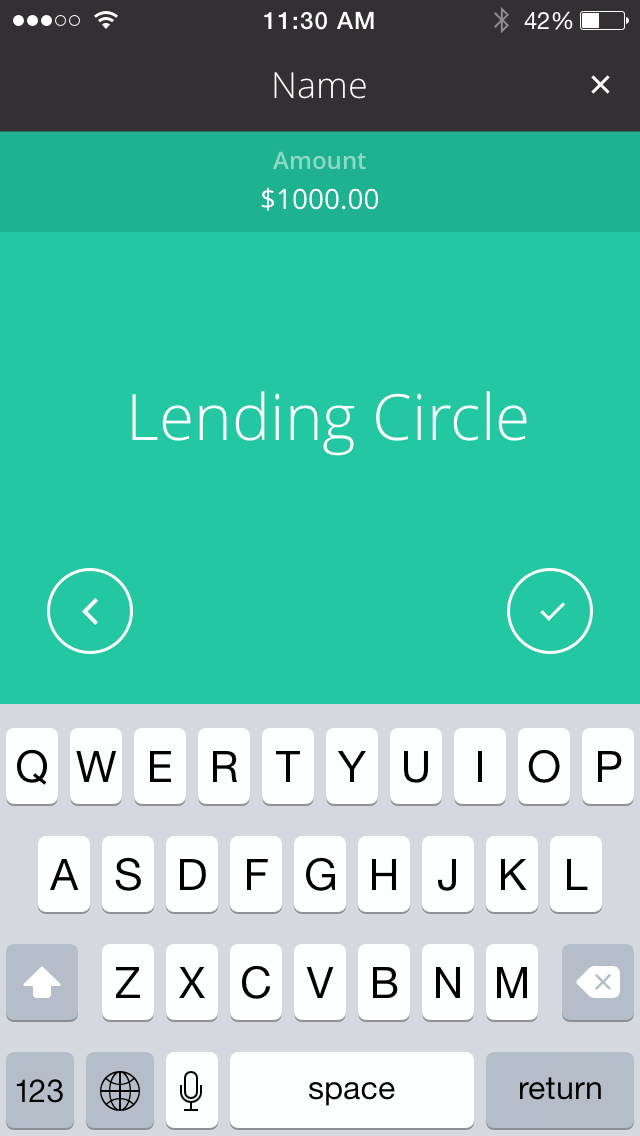 11:30 AM 42%
Name
Amount
$1000.00
Lending Circle
Q W E R T Y U I O P
A S D F G H J K L
Z X C V B N M
123 space return